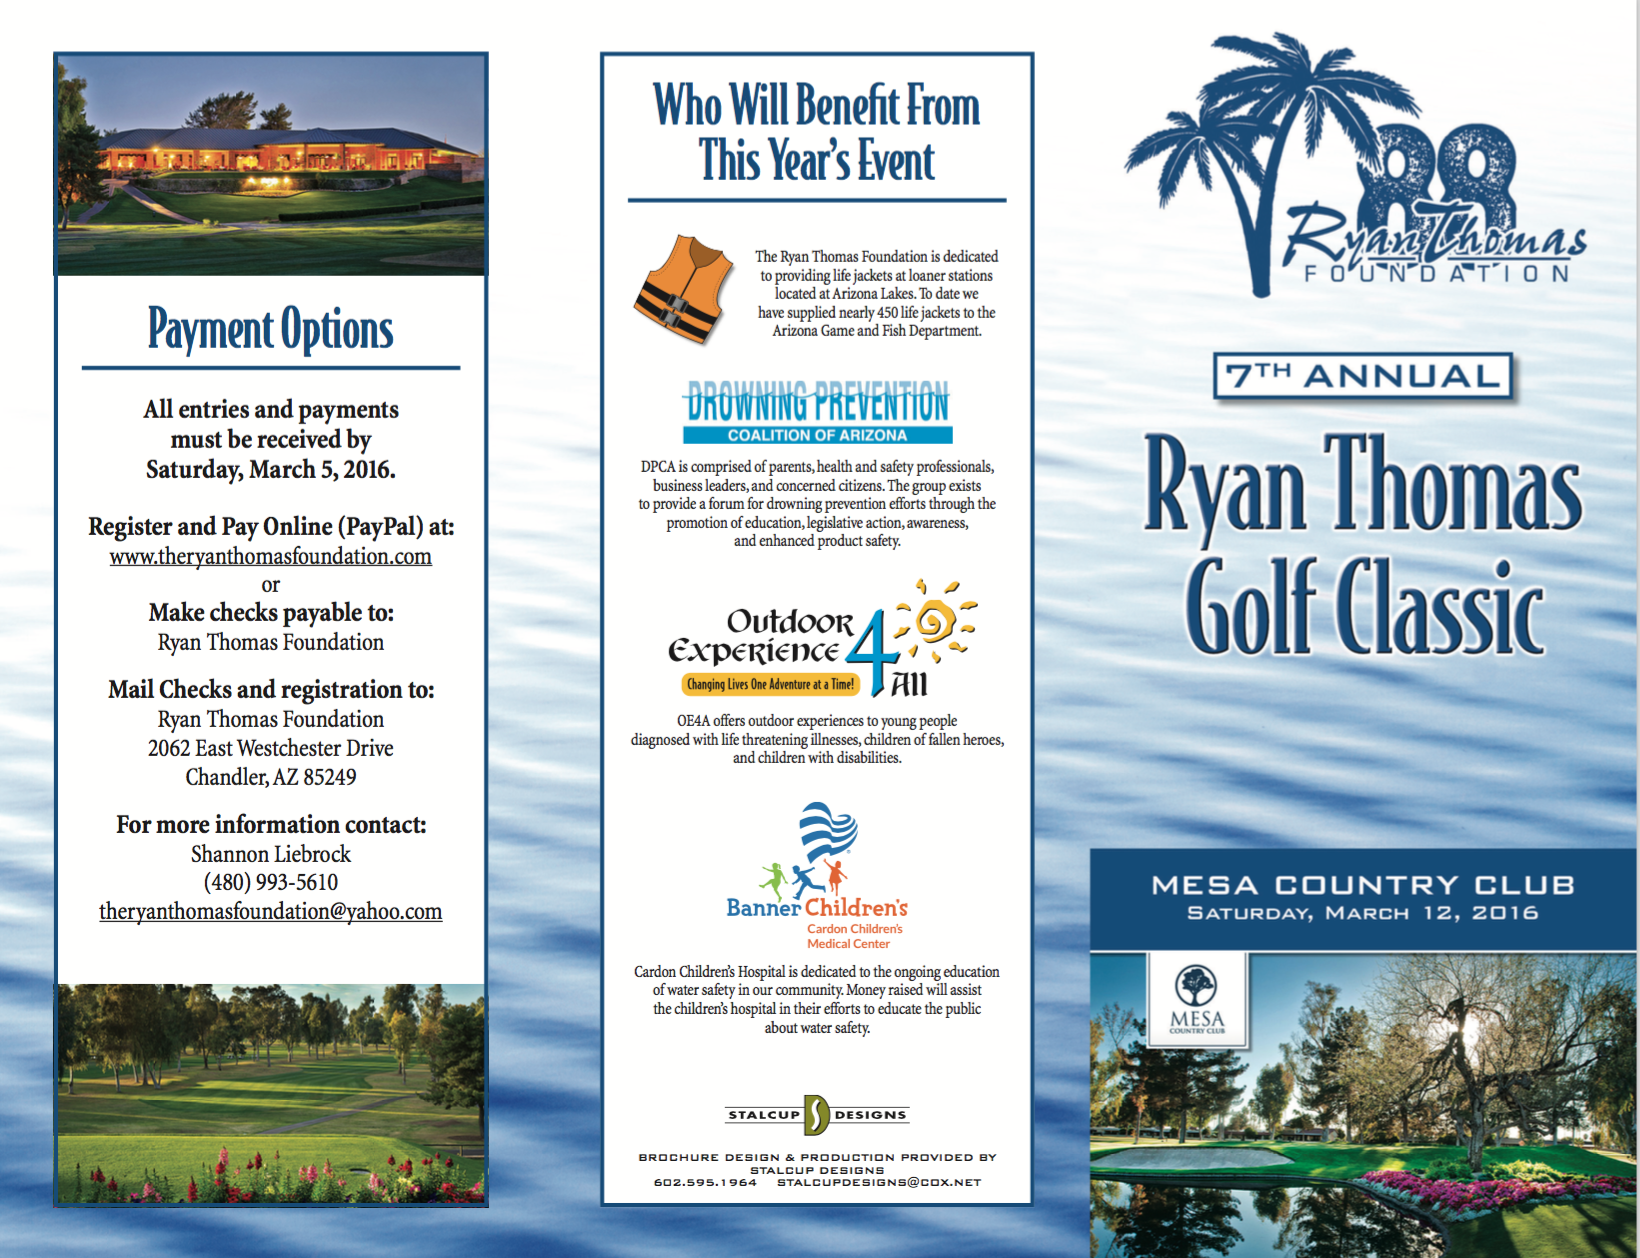 Payment Options
All entries and payments
must be received by
Saturday, March 5, 2016.
Register and Pay Online (PayPal) at:
www.theryanthomasfoundation.com
or
Make checks payable to:
Ryan Thomas Foundation
Mail Checks and registration to:
Ryan Thomas Foundation
2062 East Westchester Drive
Chandler, AZ 85249
For more information contact:
Shannon Liebrock
(480) 993-5610
theryanthomasfoundation@yahoo.com
Who Will Benefit From
This Year's Event
The Ryan Thomas Foundation is dedicated
to providing life jackets at loaner stations
located at Arizona Lakes. To date we
have supplied nearly 450 life jackets to the
Arizona Game and Fish Department.
DROWNING PREVENTION
COALITION OF ARIZONA
DPCA is comprised of parents, health and safety professionals,
business leaders, and concerned citizens. The group exists
to provide a forum for drowning prevention efforts through the
promotion of education, legislative action, awareness,
and enhanced product safety.
Outdoor
Experience 4
All
Changing Lives One Adventure at a Time!
OE4A offers outdoor experiences to young people
diagnosed with life threatening illnesses, children of fallen heroes,
and children with disabilities.
Banner Children's
Cardon Children's
Medical Center
Cardon Children's Hospital is dedicated to the ongoing education
of water safety in our community. Money raised will assist
the children's hospital in their efforts to educate the public
about water safety.
STALCUP SD DESIGNS
BROCHURE DESIGN & PRODUCTION PROVIDED BY
STALCUP DESIGNS
602.595.1964 STALCUPDESIGNS@COX.NET
88
Ryan Thomas
FOUNDATION
7TH ANNUAL
Ryan Thomas
Golf Classic
MESA COUNTRY CLUB
SATURDAY, MARCH 12, 2016
MESA
COUNTRY CLUB